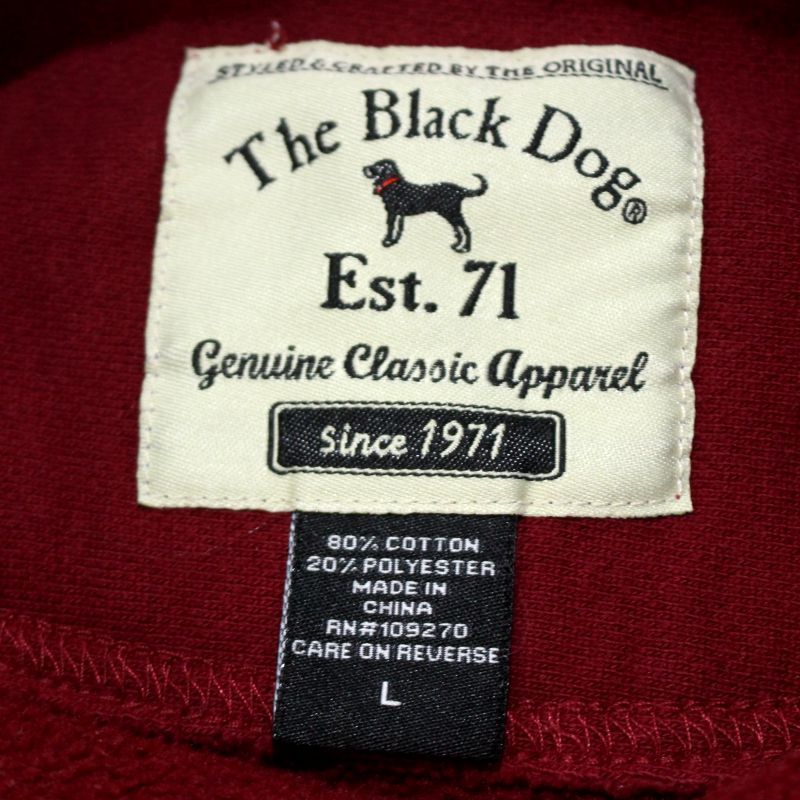 STYLED & CRAFTED BY THE ORIGINAL
The Black Dog®
Est. 71
Genuine Classic Apparel
Since 1971
80% COTTON
20% POLYESTER
MADE IN
CHINA
RN#109270
CARE ON REVERSE
L